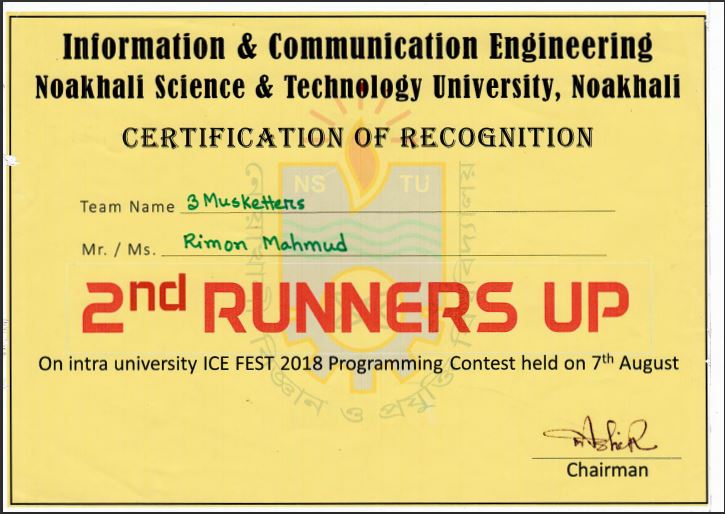 Information & Communication Engineering
Noakhali Science & Technology University, Noakhali
CERTIFICATION OF RECOGNITION
NS TU
Team Name 3 Musketters
Mr. / Ms. Rimon Mahmud
2nd RUNNERS UP
On intra university ICE FEST 2018 Programming Contest held on 7th August
বিজ্ঞান ও প্রযুক্তি
Chairman